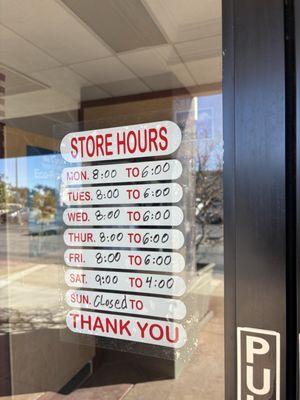 STORE HOURS
MON. 8:00 TO 6:00
TUES. 8:00 TO 6:00
WED. 8:00 TO 6:00
THUR. 8:00 TO 6:00
FRI. 8:00 TO 6:00
SAT. 9:00 TO 4:00
SUN. Closed TO
THANK YOU
PU